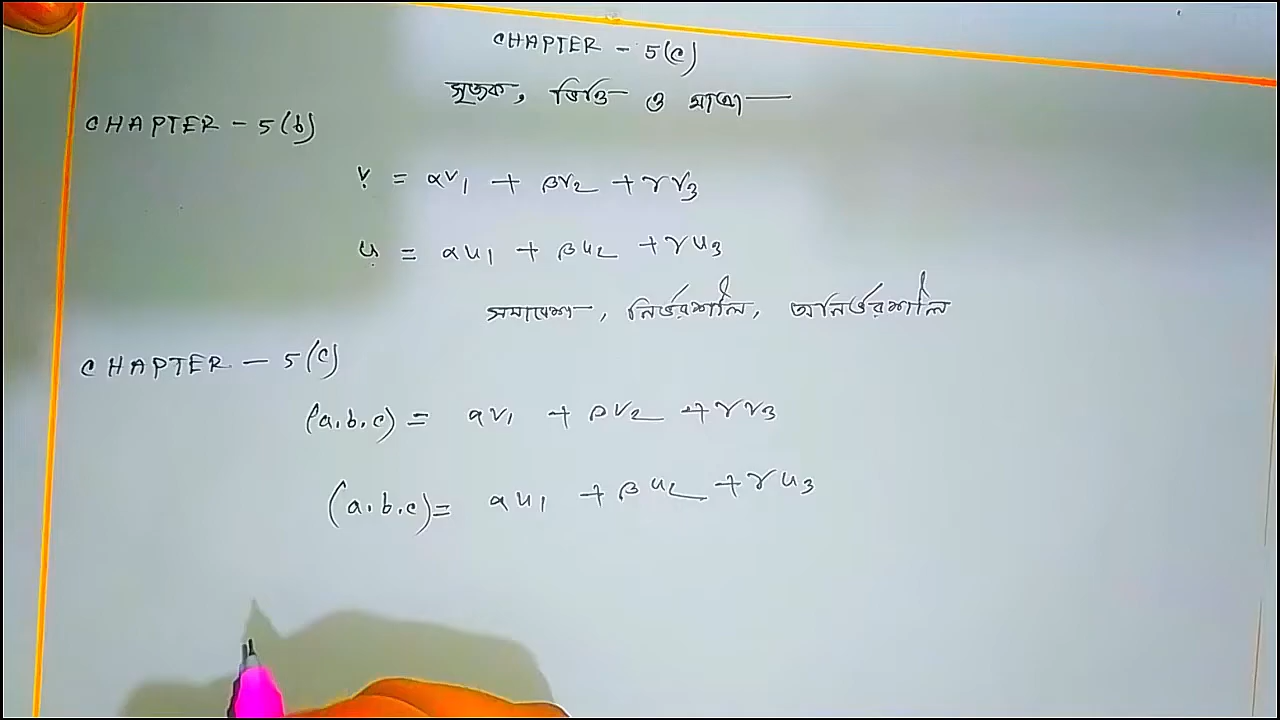 CHAPTER - 5(c)
সূজক, ভিত্তি ও মাত্রা
CHAPTER - 5(b)
v = αv₁ + βv₂ + γv₃
u = αu₁ + βu₂ + γu₃
সমাবেশ, নির্ভরশীল, অনির্ভরশীল
CHAPTER - 5(c)
(a.b.c) = αv₁ + βv₂ + γv₃
(a.b.c) = αu₁ + βu₂ + γu₃